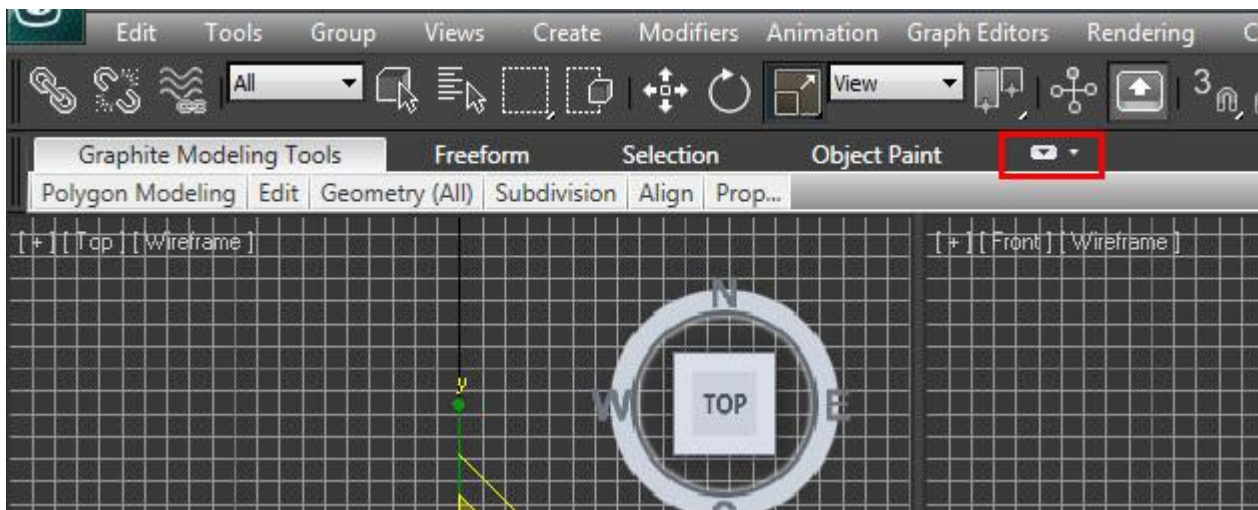 Edit Tools Group Views Create Modifiers Animation Graph Editors Rendering C
All View 3
Graphite Modeling Tools Freeform Selection Object Paint
Polygon Modeling Edit Geometry (All) Subdivision Align Prop...
[ + ] [ Top ] [ Wireframe ] [ + ] [ Front ] [ Wireframe ]
N
y
W TOP E